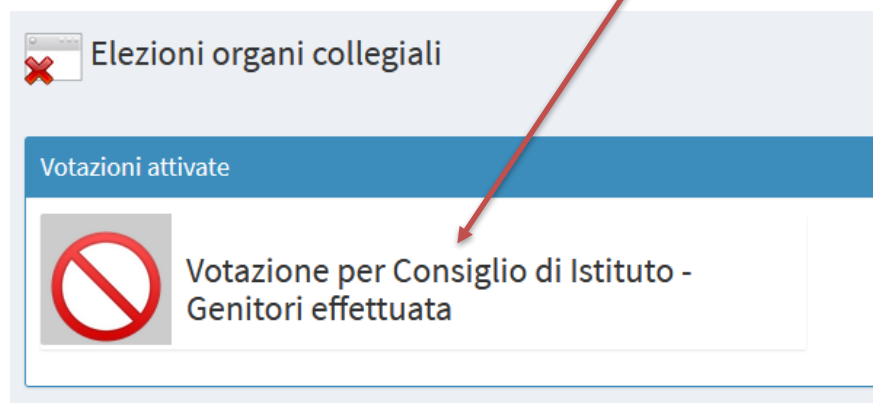 Elezioni organi collegiali
Votazioni attivate
Votazione per Consiglio di Istituto -
Genitori effettuata